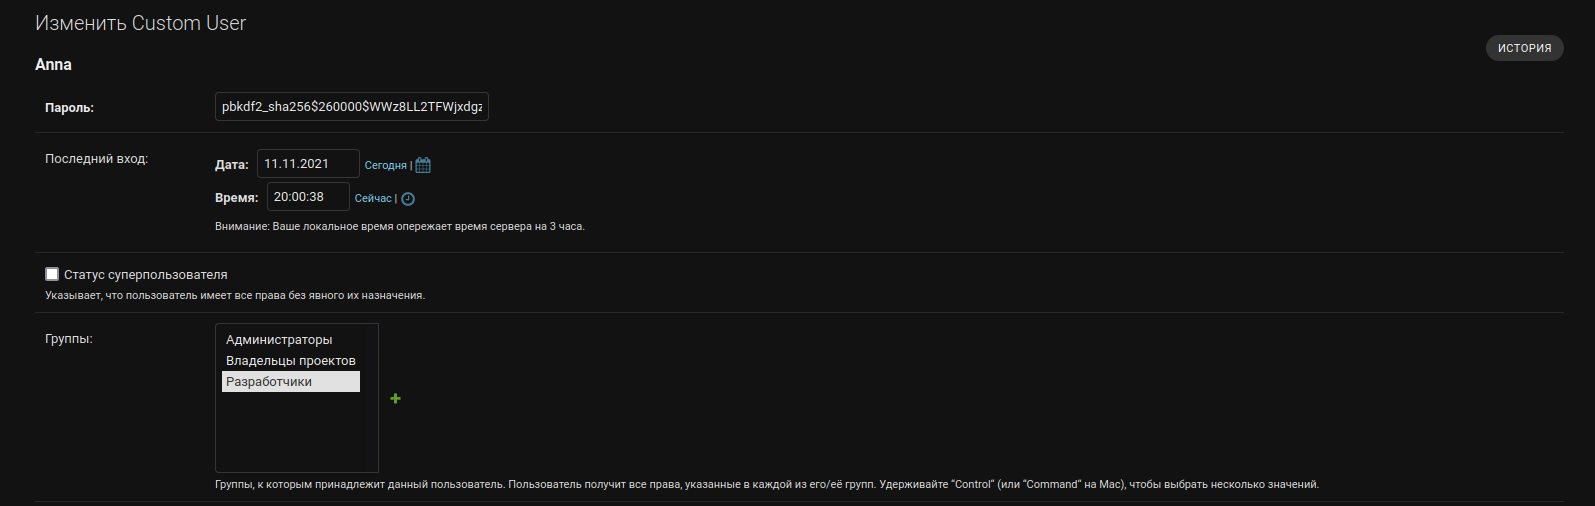 Изменить Custom User
ИСТОРИЯ
Anna
Пароль: pbkdf2_sha256$260000$WWz8LL2TFWjxdgz
Последний вход:
Дата: 11.11.2021 Сегодня |
Время: 20:00:38 Сейчас |
Внимание: Ваше локальное время опережает время сервера на 3 часа.
Статус суперпользователя
Указывает, что пользователь имеет все права без явного их назначения.
Группы:
Администраторы
Владельцы проектов
Разработчики
Группы, к которым принадлежит данный пользователь. Пользователь получит все права, указанные в каждой из его/её групп. Удерживайте “Control“ (или “Command“ на Mac), чтобы выбрать несколько значений.